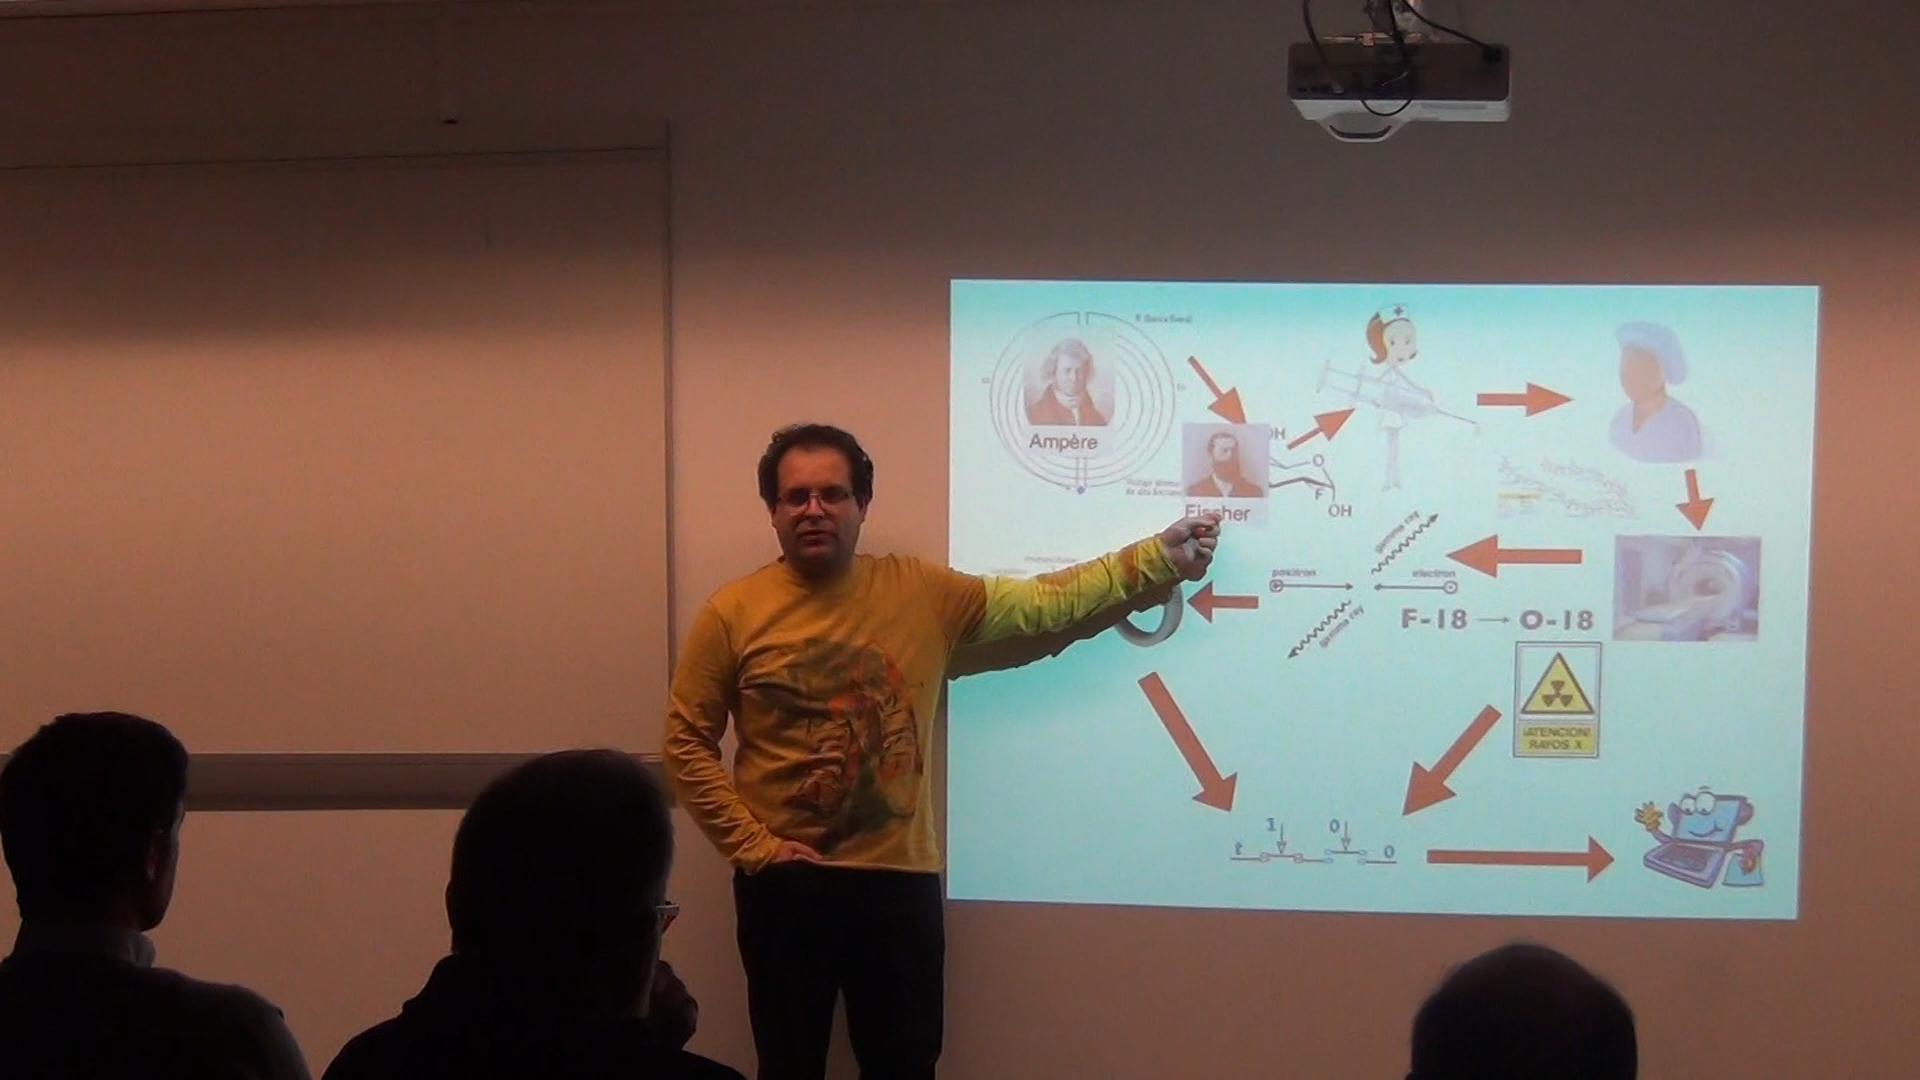 Ampère
OH
O
F
OH
Fischer
gamma ray
positron
electron
gamma ray
F-18 → O-18
¡ATENCION!
RAYOS X
t
1
0
0